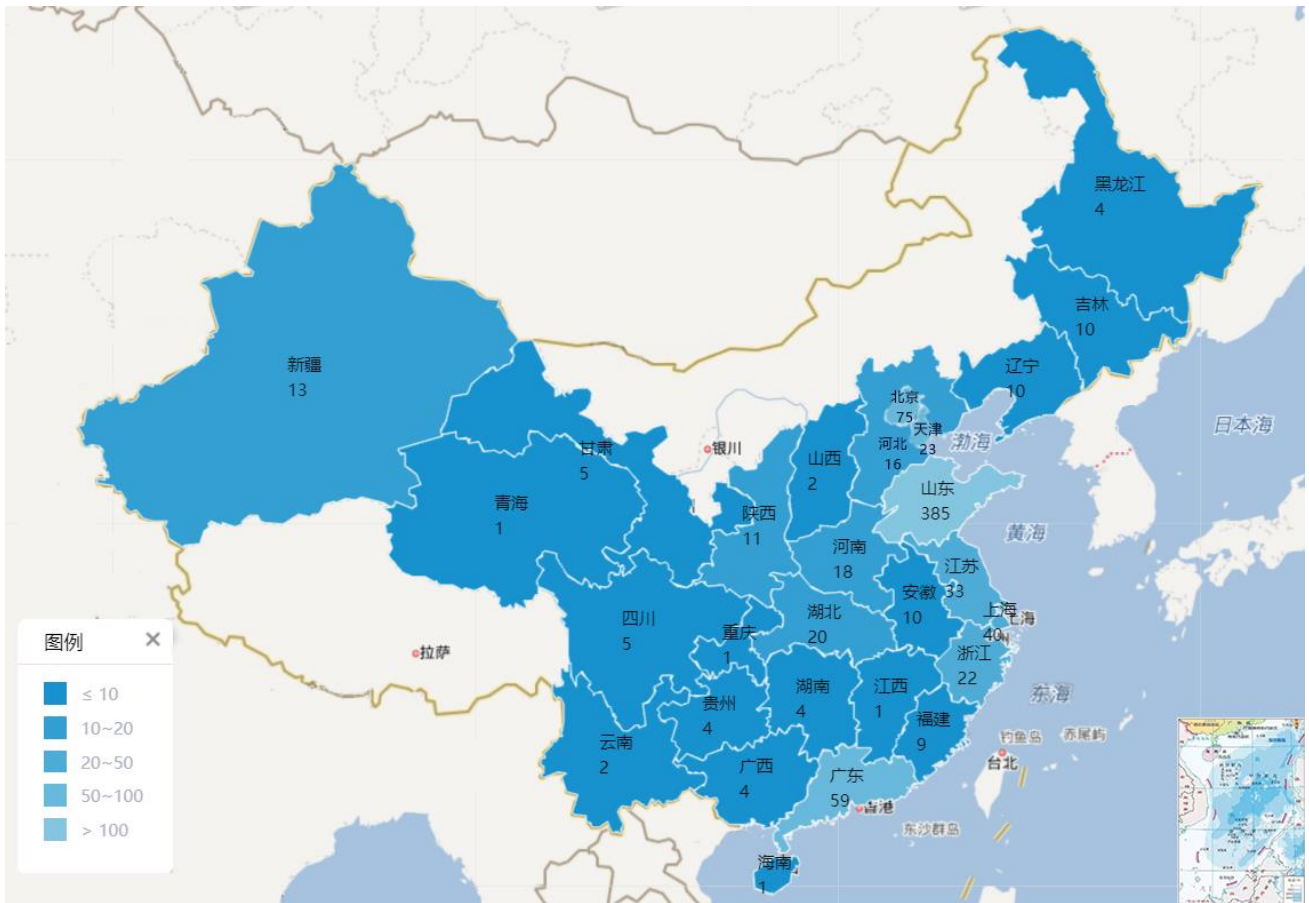 黑龙江
4
吉林
10
新疆
13
辽宁
10
北京
75
天津
23
河北
16
渤海
日本海
甘肃
5
银川
山西
2
山东
385
青海
1
陕西
11
黄海
河南
18
江苏
33
安徽
10
四川
5
重庆
1
湖北
20
上海
40
浙江
22
拉萨
东海
贵州
4
湖南
4
江西
1
福建
9
云南
2
广西
4
广东
59
香港
钓鱼岛
赤尾屿
台北
东沙群岛
海南
1
图例
≤ 10
10~20
20~50
50~100
> 100